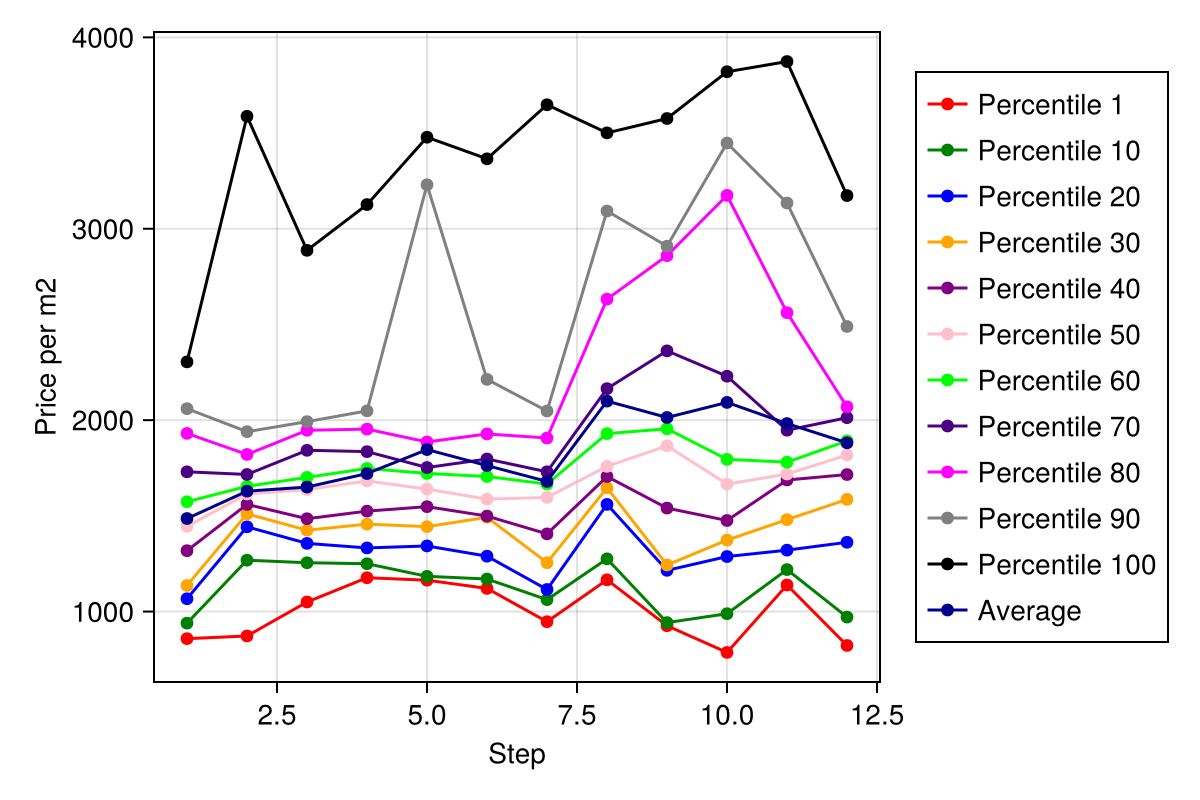 4000
3000
2000
1000
Price per m2
2.5 5.0 7.5 10.0 12.5
Step
Percentile 1
Percentile 10
Percentile 20
Percentile 30
Percentile 40
Percentile 50
Percentile 60
Percentile 70
Percentile 80
Percentile 90
Percentile 100
Average